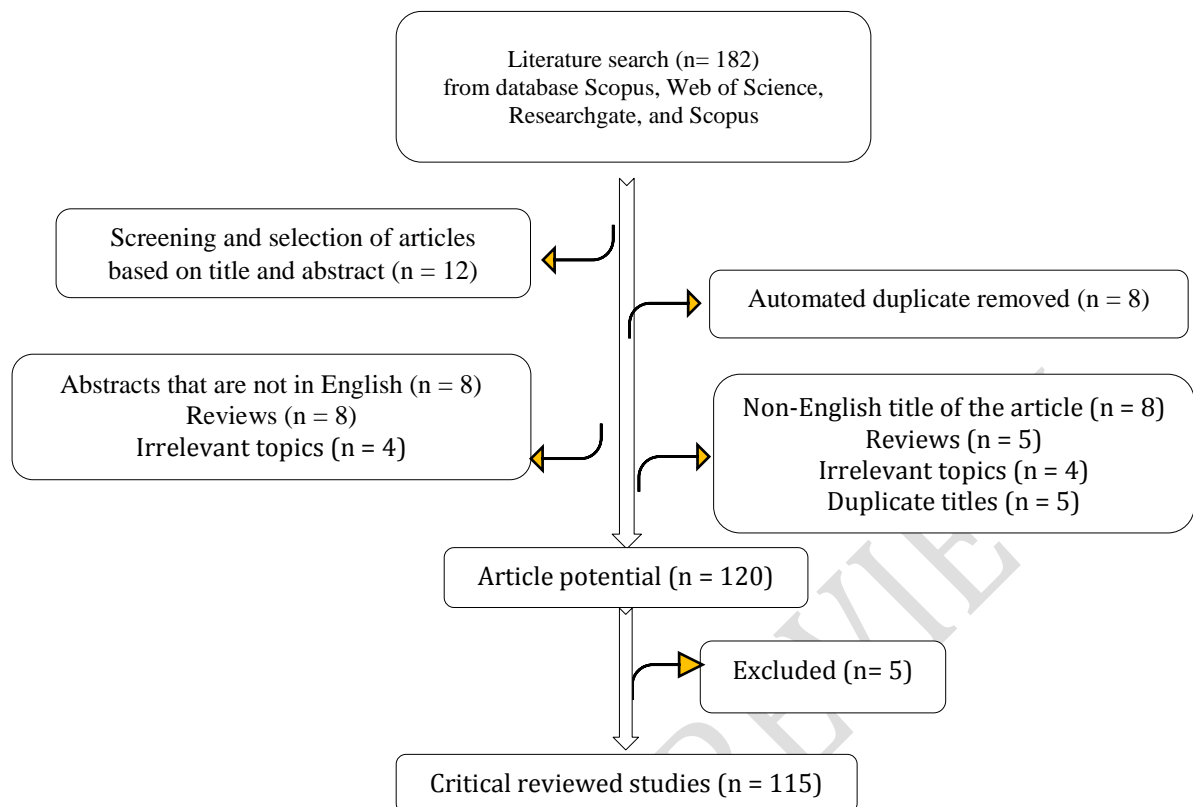 Literature search (n= 182)
from database Scopus, Web of Science,
Researchgate, and Scopus
Screening and selection of articles
based on title and abstract (n = 12)
Automated duplicate removed (n = 8)
Abstracts that are not in English (n = 8)
Reviews (n = 8)
Irrelevant topics (n = 4)
Non-English title of the article (n = 8)
Reviews (n = 5)
Irrelevant topics (n = 4)
Duplicate titles (n = 5)
Article potential (n = 120)
Excluded (n= 5)
Critical reviewed studies (n = 115)
REVIE